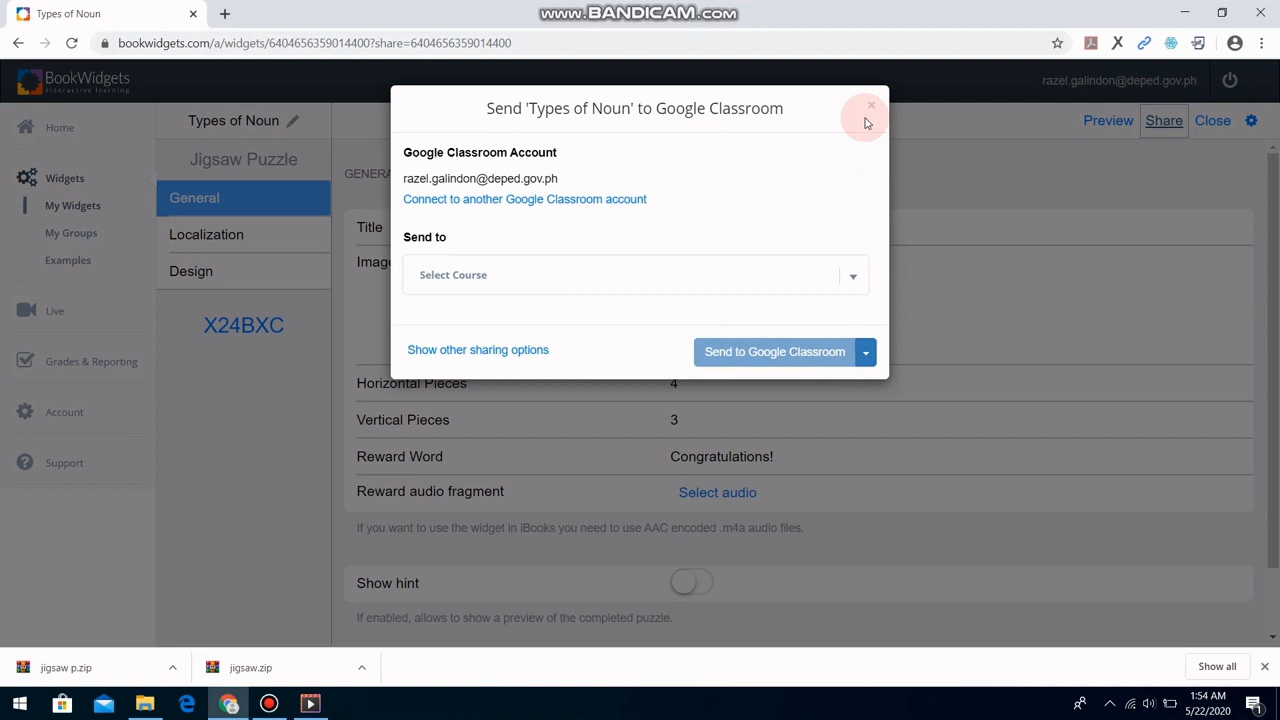 Types of Noun
www.BANDICAM.com
bookwidgets.com/a/widgets/6404656359014400?share=6404656359014400
BookWidgets
interactive learning
razel.galindon@deped.gov.ph
Home
Widgets
My Widgets
My Groups
Examples
Live
Grades & Reporting
Account
Support
Types of Noun
Jigsaw Puzzle
General
Localization
Design
X24BXC
Preview
Share
Close
GENERA
Title
Image
Horizontal Pieces
4
Vertical Pieces
3
Reward Word
Congratulations!
Reward audio fragment
Select audio
If you want to use the widget in iBooks you need to use AAC encoded .m4a audio files.
Show hint
If enabled, allows to show a preview of the completed puzzle.
Send 'Types of Noun' to Google Classroom
Google Classroom Account
razel.galindon@deped.gov.ph
Connect to another Google Classroom account
Send to
Select Course
Show other sharing options
Send to Google Classroom
jigsaw p.zip
jigsaw.zip
Show all
1:54 AM
5/22/2020
1